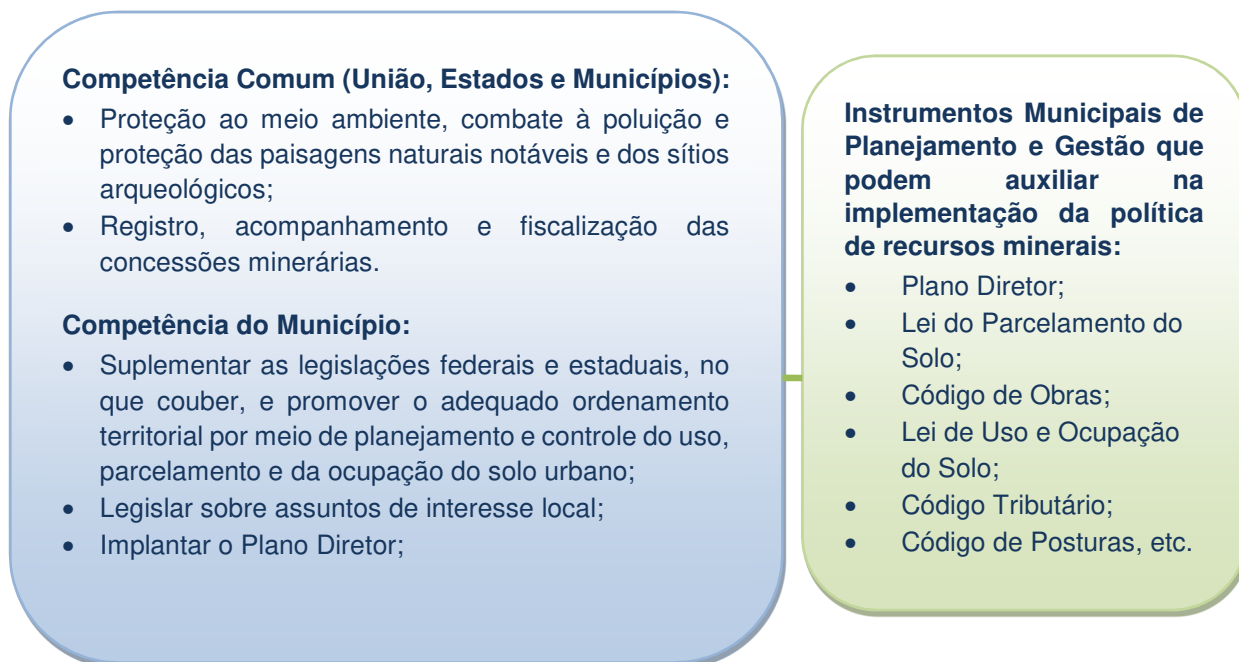 Competência Comum (União, Estados e Municípios):
• Proteção ao meio ambiente, combate à poluição e
proteção das paisagens naturais notáveis e dos sítios
arqueológicos;
• Registro, acompanhamento e fiscalização das
concessões minerárias.
Competência do Município:
• Suplementar as legislações federais e estaduais, no
que couber, e promover o adequado ordenamento
territorial por meio de planejamento e controle do uso,
parcelamento e da ocupação do solo urbano;
• Legislar sobre assuntos de interesse local;
• Implantar o Plano Diretor;
Instrumentos Municipais de
Planejamento e Gestão que
podem auxiliar na
implementação da política
de recursos minerais:
• Plano Diretor;
• Lei do Parcelamento do
Solo;
• Código de Obras;
• Lei de Uso e Ocupação
do Solo;
• Código Tributário;
• Código de Posturas, etc.